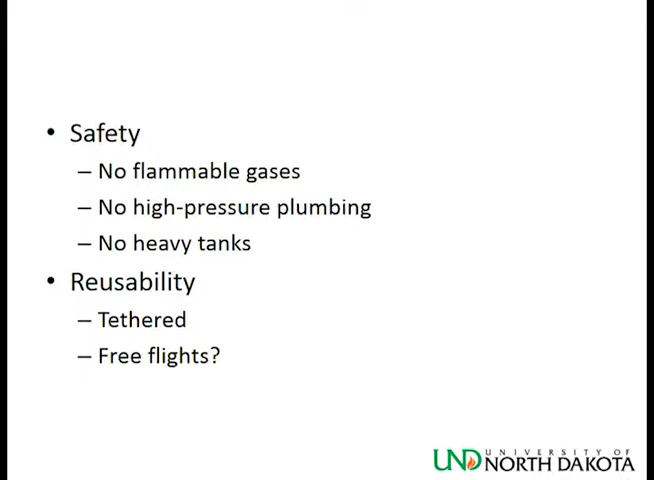 • Safety
– No flammable gases
– No high-pressure plumbing
– No heavy tanks
• Reusability
– Tethered
– Free flights?
UND UNIVERSITY OF
NORTH DAKOTA